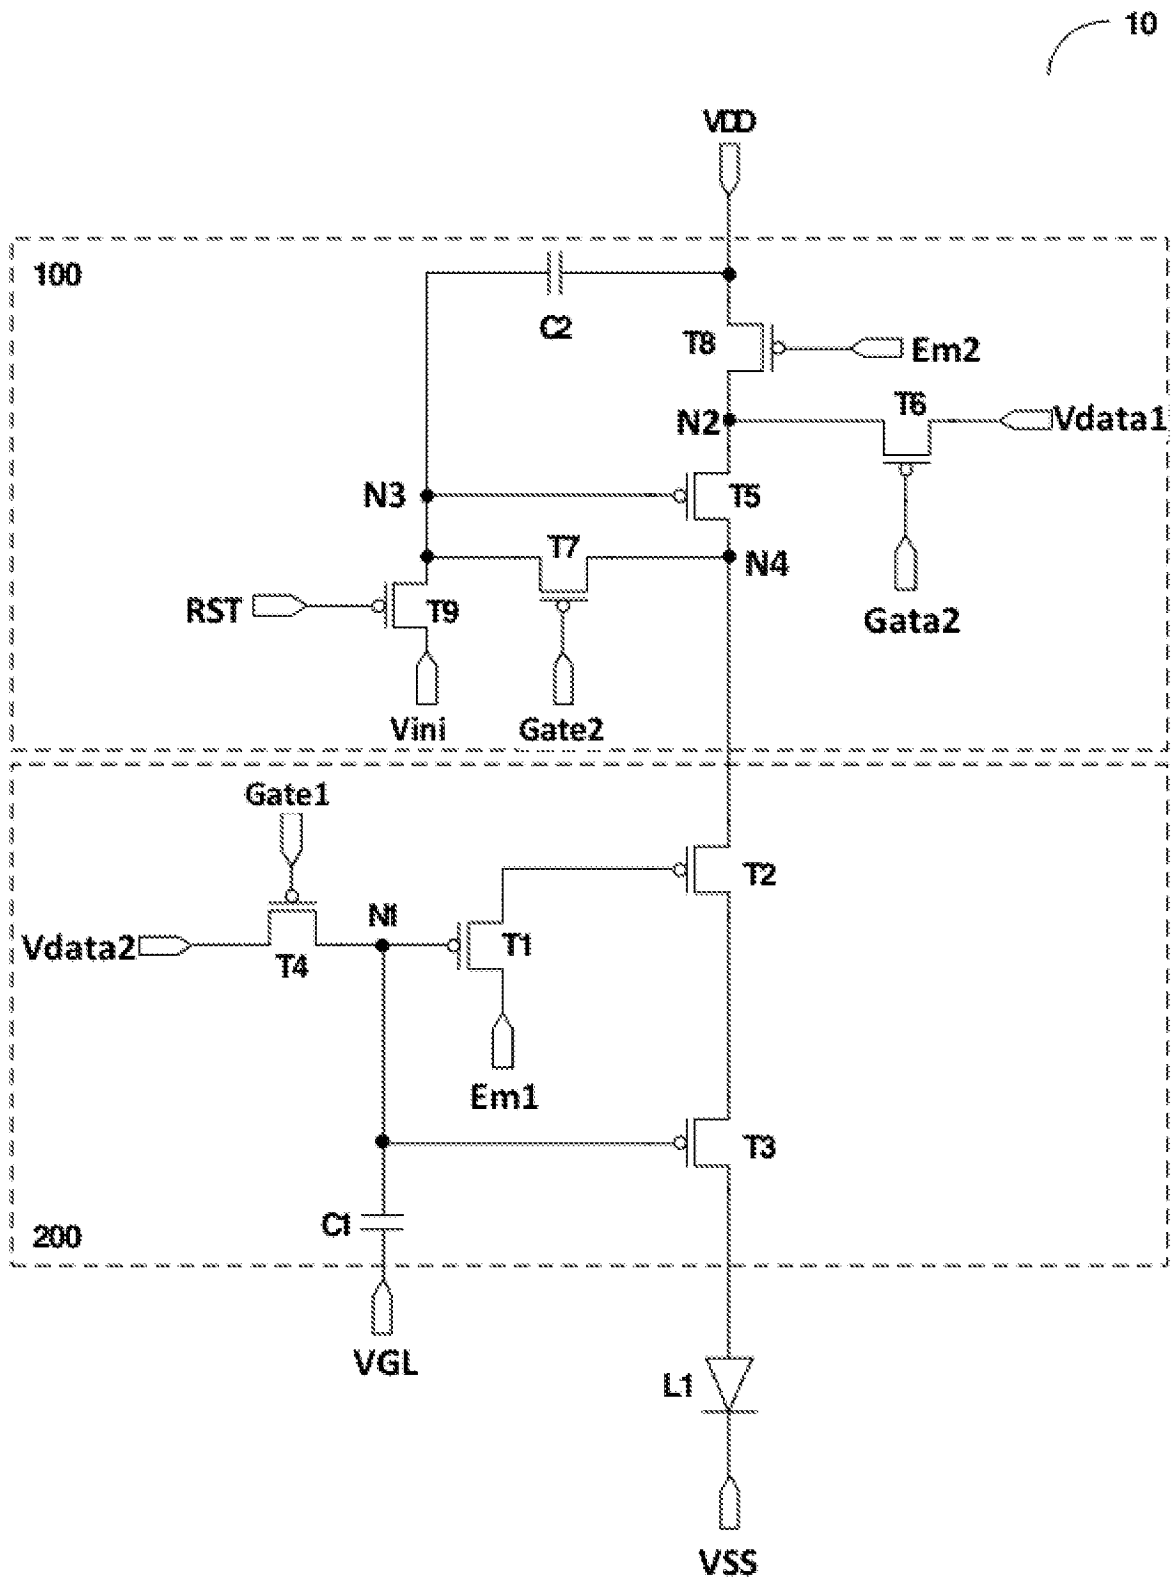 10
VDD
100
C2
T8
Em2
T6
N2
Vdata1
N3
T5
T7
N4
RST
T9
Gata2
Vini
Gate2
Gate1
T2
N1
Vdata2
T1
T4
Em1
T3
C1
200
VGL
L1
VSS